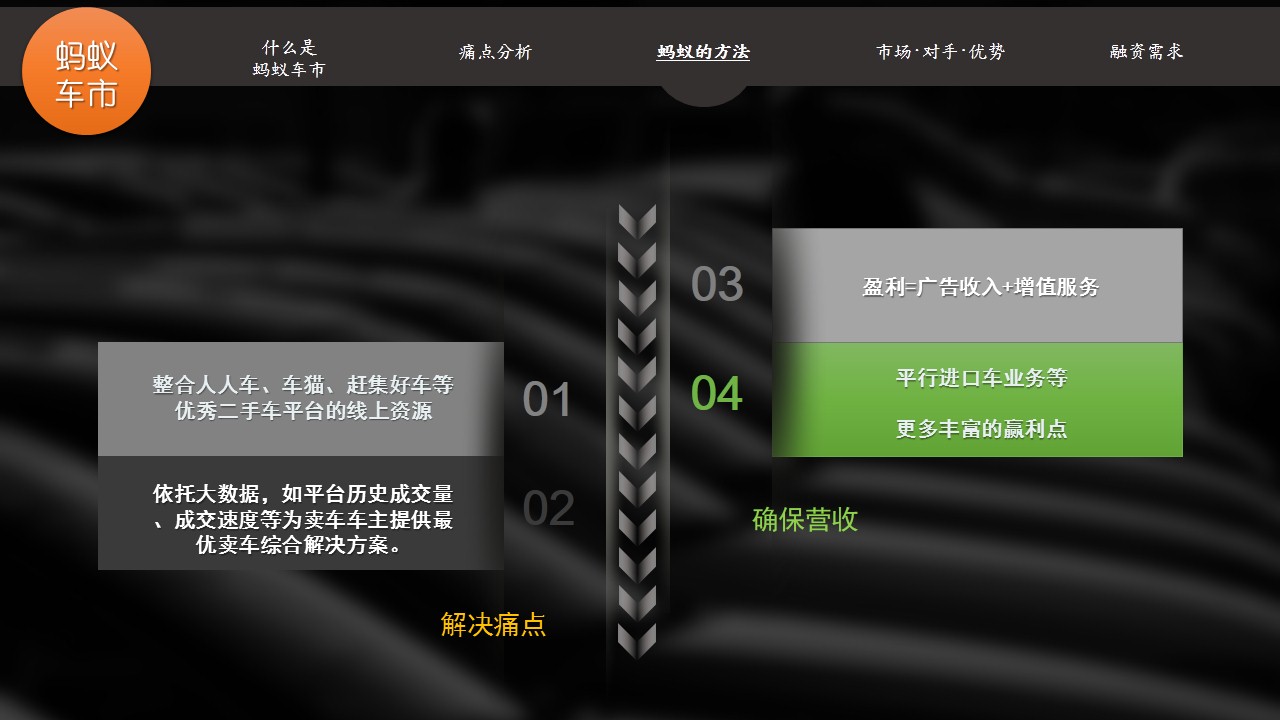 蚂蚁
车市
什么是
蚂蚁车市
痛点分析
蚂蚁的方法
市场·对手·优势
融资需求
整合人人车、车猫、赶集好车等
优秀二手车平台的线上资源
01
依托大数据，如平台历史成交量
、成交速度等为卖车车主提供最
优卖车综合解决方案。
02
解决痛点
03
盈利=广告收入+增值服务
04
平行进口车业务等
更多丰富的赢利点
确保营收